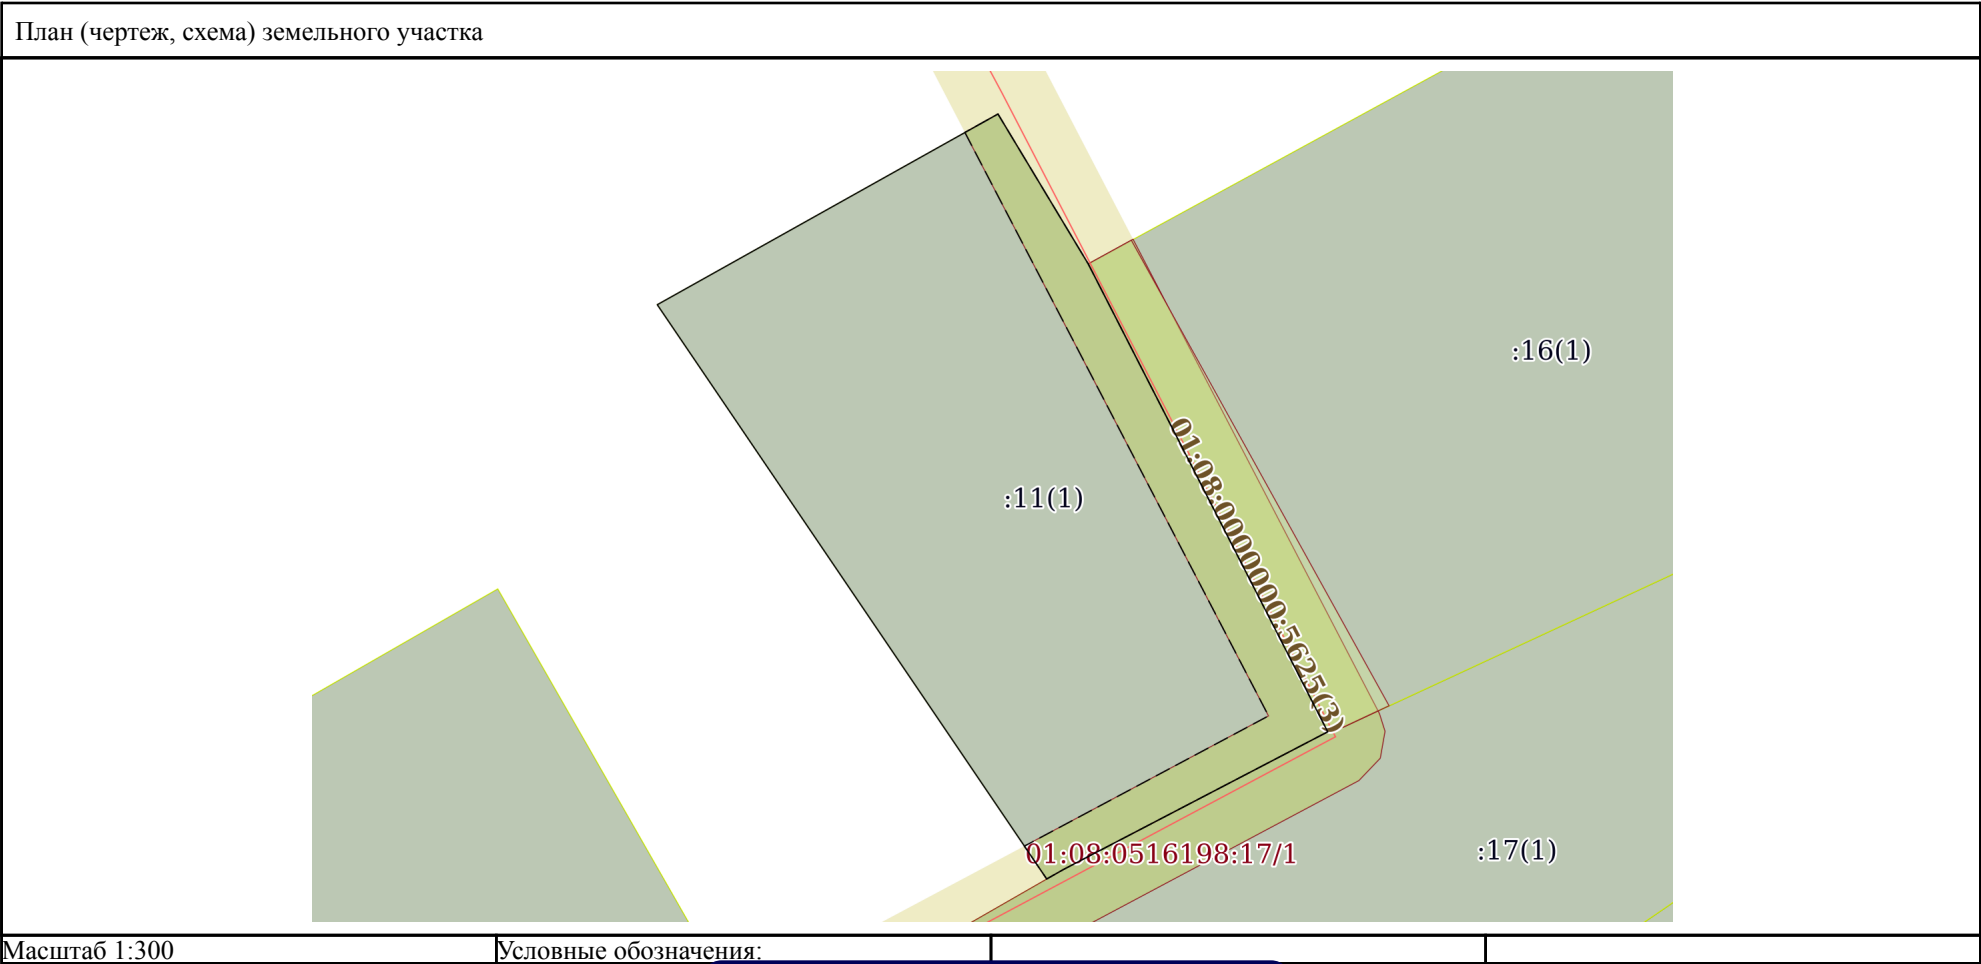 План (чертеж, схема) земельного участка
:16(1)
01:08:0000000:5625(3)
:11(1)
01:08:0516198:17/1
:17(1)
Масштаб 1:300
Условные обозначения: